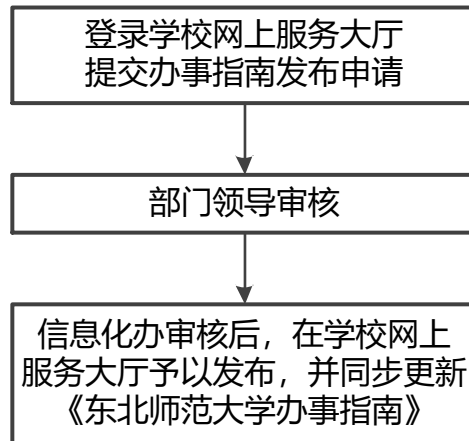 登录学校网上服务大厅
提交办事指南发布申请
部门领导审核
信息化办审核后，在学校网上
服务大厅予以发布，并同步更新
《东北师范大学办事指南》